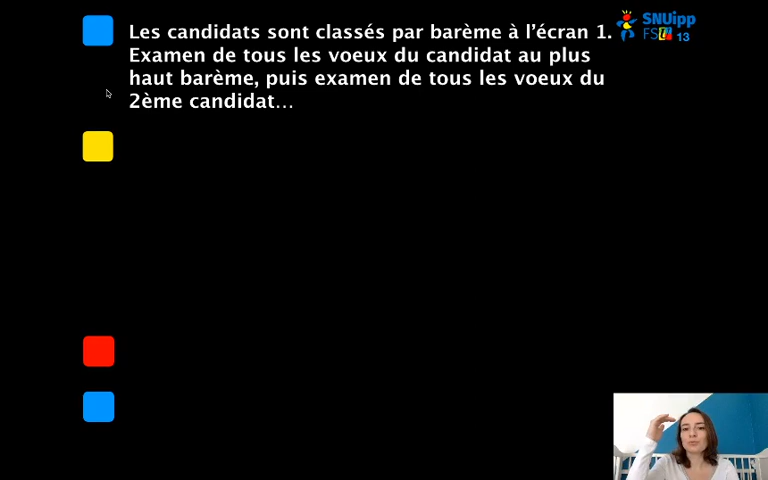 Les candidats sont classés par barème à l'écran 1.
Examen de tous les voeux du candidat au plus
haut barème, puis examen de tous les voeux du
2ème candidat...
SNUipp
FSU 13